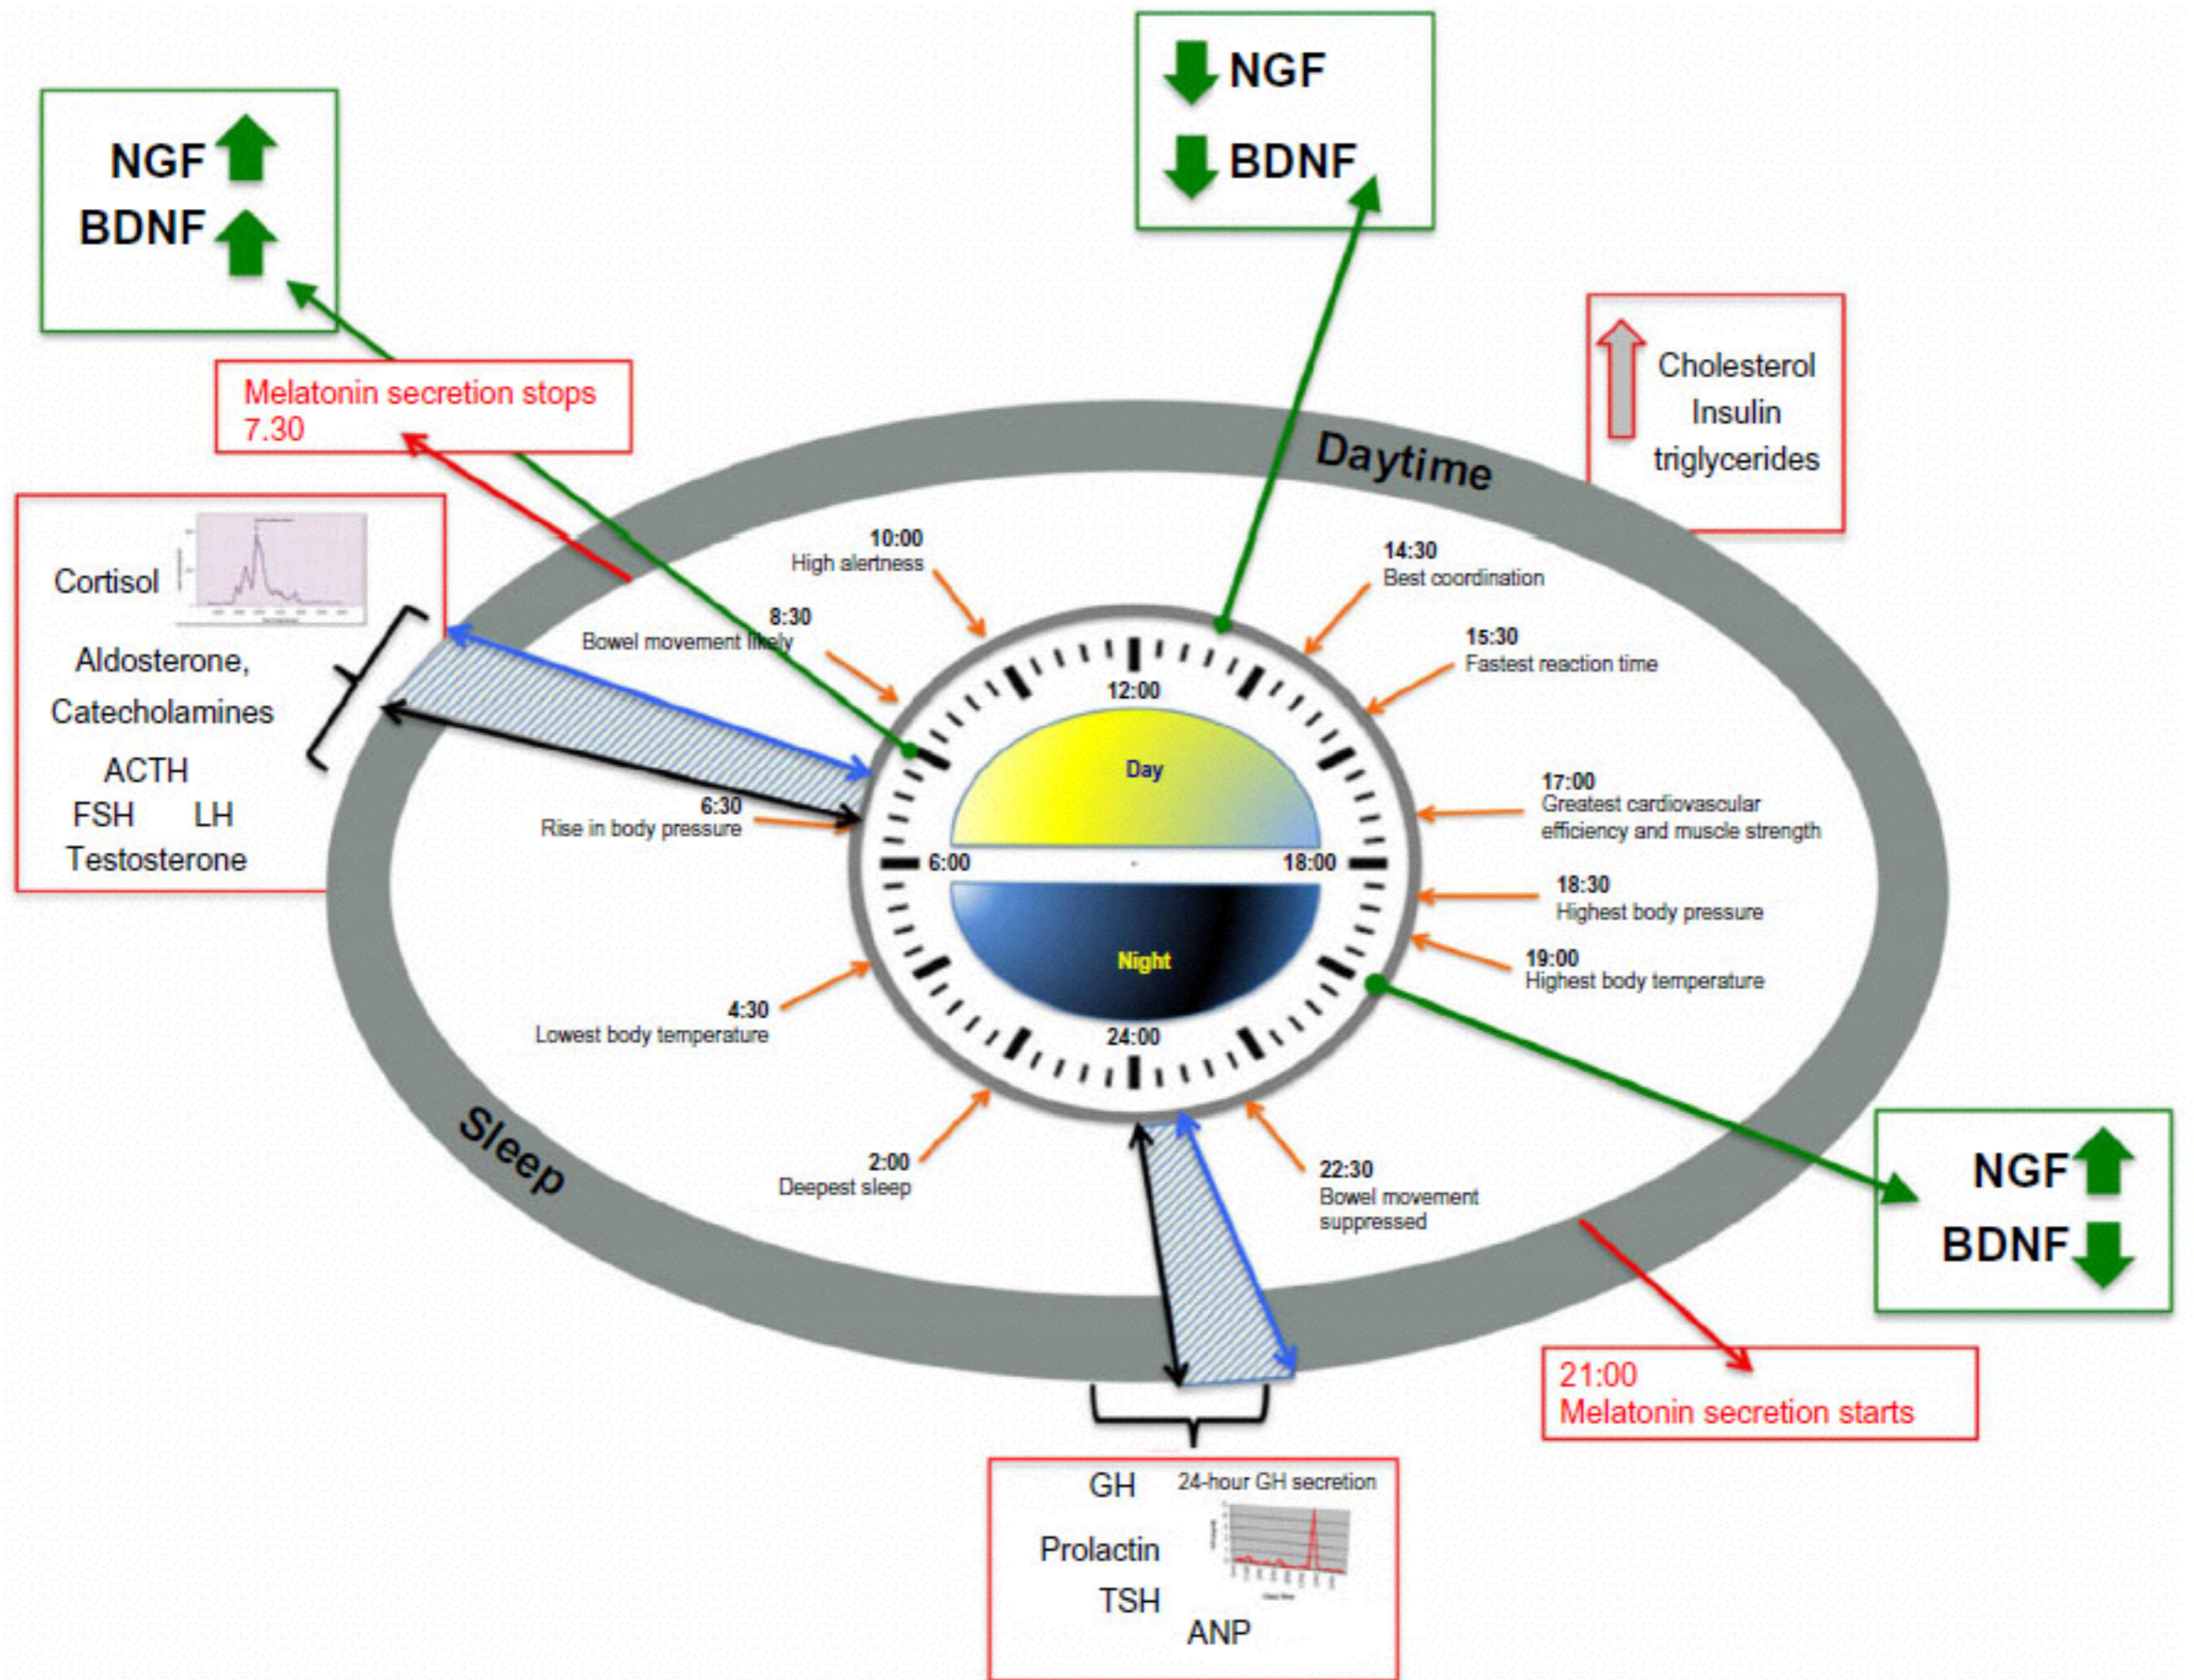 NGF
BDNF
NGF
BDNF
Melatonin secretion stops
7.30
Cholesterol
Insulin
triglycerides
Daytime
Cortisol
Aldosterone,
Catecholamines
ACTH
FSH LH
Testosterone
10:00
High alertness
8:30
Bowel movement likely
6:30
Rise in body pressure
4:30
Lowest body temperature
2:00
Deepest sleep
Sleep
14:30
Best coordination
15:30
Fastest reaction time
17:00
Greatest cardiovascular
efficiency and muscle strength
18:30
Highest body pressure
19:00
Highest body temperature
22:30
Bowel movement
suppressed
12:00
Day
6:00
18:00
Night
24:00
NGF
BDNF
21:00
Melatonin secretion starts
GH
24-hour GH secretion
Prolactin
TSH
ANP